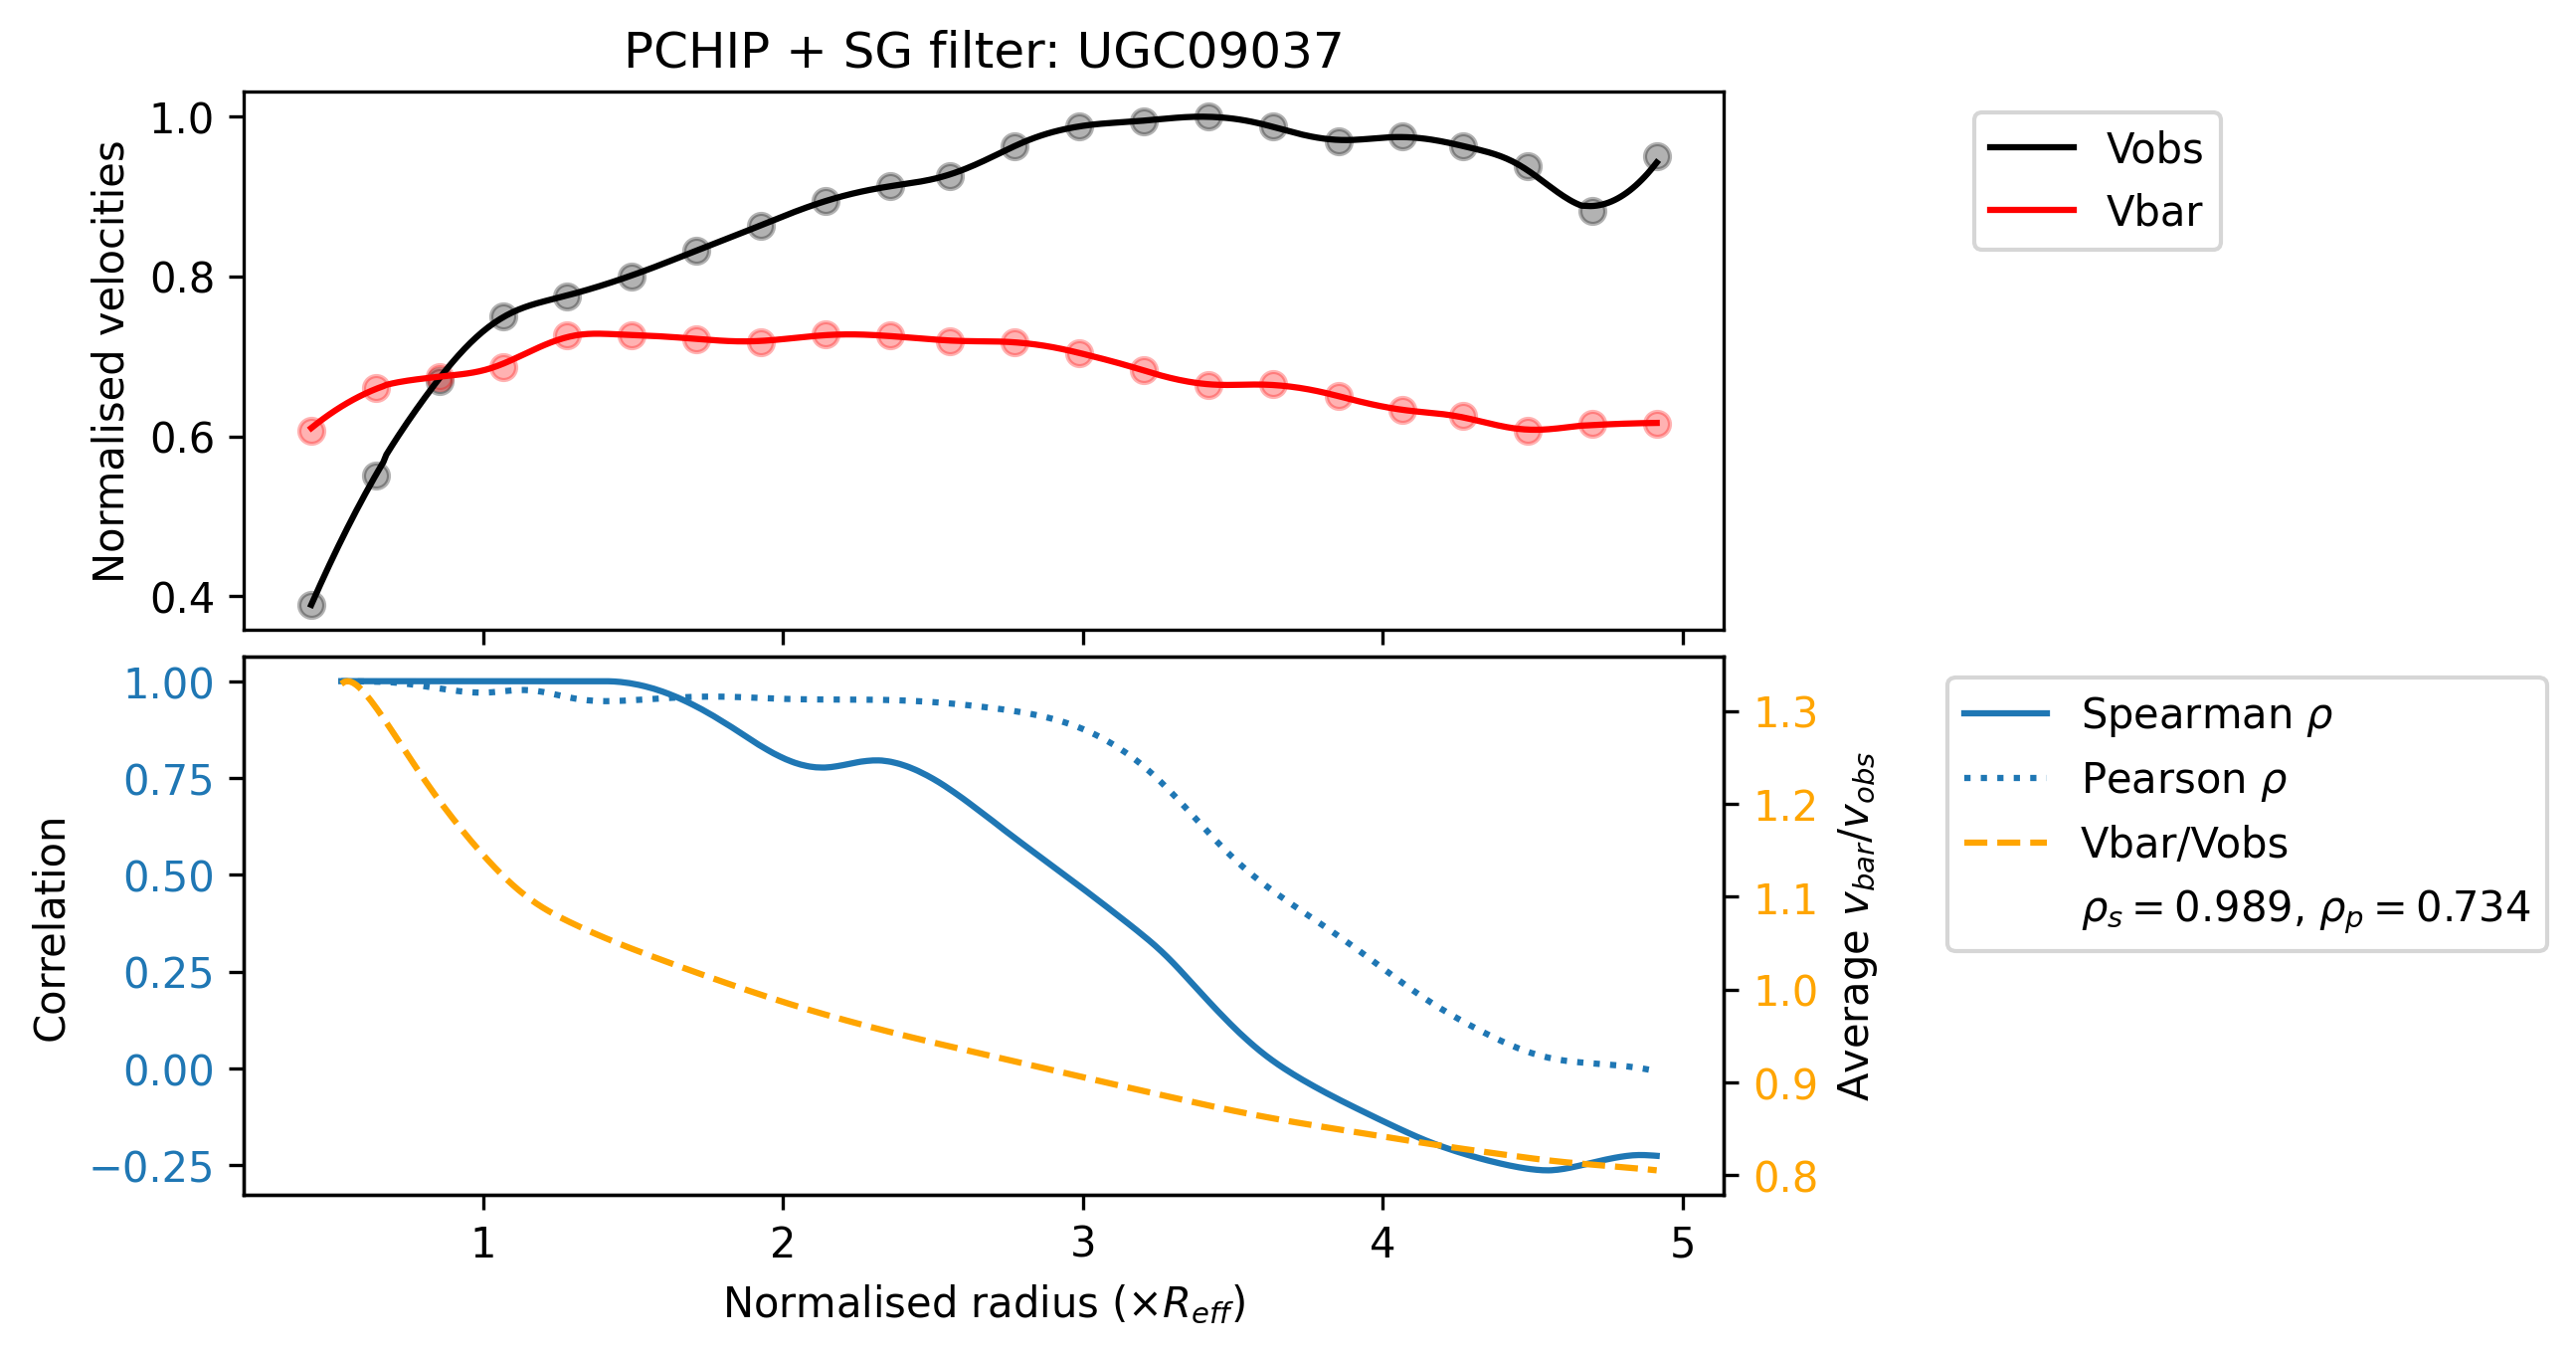 PCHIP + SG filter: UGC09037
Normalised velocities
1.0
0.8
0.6
0.4
Vobs
Vbar
Correlation
1.00
0.75
0.50
0.25
0.00
−0.25
1.3
1.2
1.1
1.0
0.9
0.8
Average v_bar/v_obs
Spearman ρ
Pearson ρ
Vbar/Vobs
ρ_s = 0.989, ρ_p = 0.734
1 2 3 4 5
Normalised radius (×R_eff)